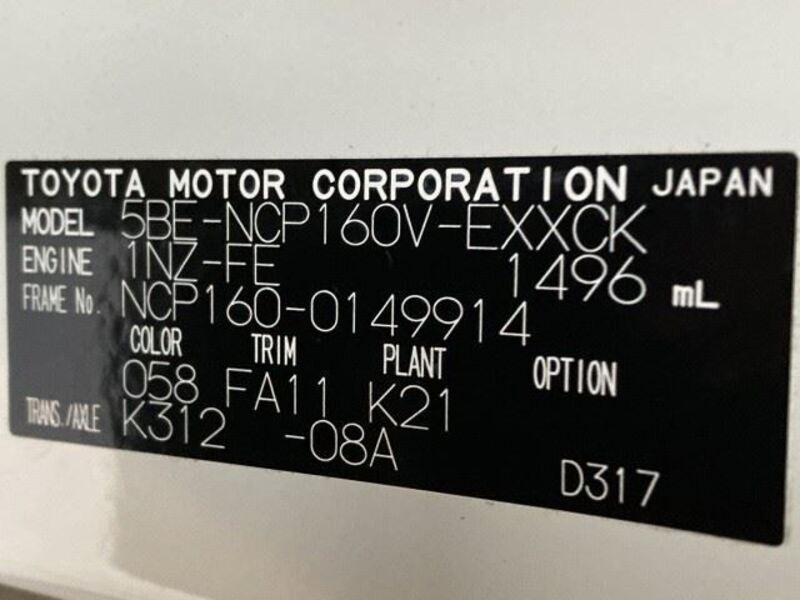 TOYOTA MOTOR CORPORATION JAPAN
MODEL 5BE-NCP160V-EXXCK
ENGINE 1NZ-FE 1496 mL
FRAME No. NCP160-0149914
COLOR TRIM PLANT OPTION
058 FA11 K21
TRANS./AXLE K312 -08A
D317